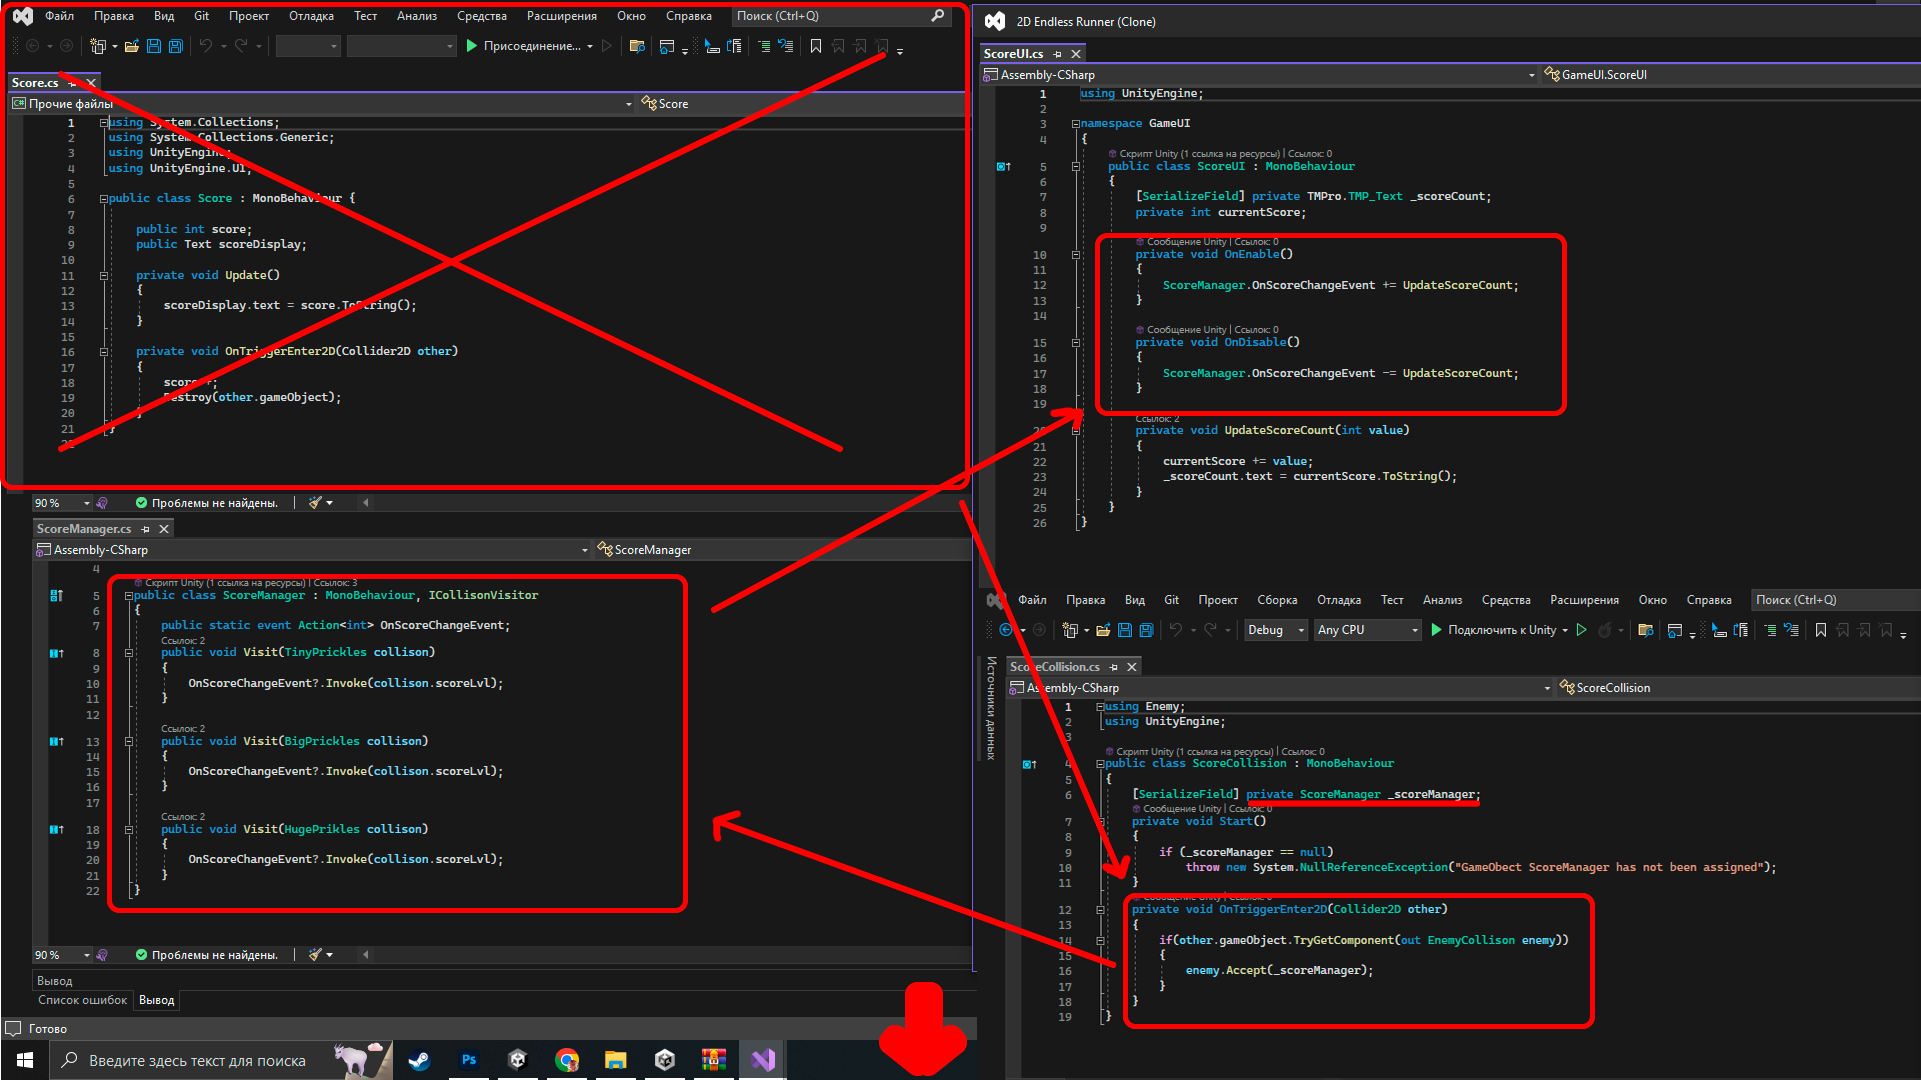 Файл Правка Вид Git Проект Отладка Тест Анализ Средства Расширения Окно Справка Поиск (Ctrl+Q)
Присоединение...
Score.cs
Прочие файлы Score
1 using System.Collections;
2 using System.Collections.Generic;
3 using UnityEngine;
4 using UnityEngine.UI;
5
6 public class Score : MonoBehaviour {
7
8 public int score;
9 public Text scoreDisplay;
10
11 private void Update()
12 {
13 scoreDisplay.text = score.ToString();
14 }
15
16 private void OnTriggerEnter2D(Collider2D other)
17 {
18 score++;
19 Destroy(other.gameObject);
20 }
21 }
22
90 % Проблемы не найдены.
ScoreManager.cs
Assembly-CSharp ScoreManager
4
Скрипт Unity (1 ссылка на ресурсы) | Ссылок: 3
5 public class ScoreManager : MonoBehaviour, ICollisonVisitor
6 {
7 public static event Action<int> OnScoreChangeEvent;
Ссылок: 2
8 public void Visit(TinyPrickles collison)
9 {
10 OnScoreChangeEvent?.Invoke(collison.scoreLvl);
11 }
12
Ссылок: 2
13 public void Visit(BigPrickles collison)
14 {
15 OnScoreChangeEvent?.Invoke(collison.scoreLvl);
16 }
17
Ссылок: 2
18 public void Visit(HugePrikles collison)
19 {
20 OnScoreChangeEvent?.Invoke(collison.scoreLvl);
21 }
22 }
90 % Проблемы не найдены.
Вывод
Список ошибок Вывод
Готово
Введите здесь текст для поиска
Ps
2D Endless Runner (Clone)
ScoreUI.cs
Assembly-CSharp GameUI.ScoreUI
1 using UnityEngine;
2
3 namespace GameUI
4 {
Скрипт Unity (1 ссылка на ресурсы) | Ссылок: 0
5 public class ScoreUI : MonoBehaviour
6 {
7 [SerializeField] private TMPro.TMP_Text _scoreCount;
8 private int currentScore;
9
Сообщение Unity | Ссылок: 0
10 private void OnEnable()
11 {
12 ScoreManager.OnScoreChangeEvent += UpdateScoreCount;
13 }
14
Сообщение Unity | Ссылок: 0
15 private void OnDisable()
16 {
17 ScoreManager.OnScoreChangeEvent -= UpdateScoreCount;
18 }
19
Ссылок: 2
20 private void UpdateScoreCount(int value)
21 {
22 currentScore += value;
23 _scoreCount.text = currentScore.ToString();
24 }
25 }
26 }
Файл Правка Вид Git Проект Сборка Отладка Тест Анализ Средства Расширения Окно Справка Поиск (Ctrl+Q)
Debug Any CPU Подключить к Unity
Источники данных
ScoreCollision.cs
Assembly-CSharp ScoreCollision
1 using Enemy;
2 using UnityEngine;
3
Скрипт Unity (1 ссылка на ресурсы) | Ссылок: 0
4 public class ScoreCollision : MonoBehaviour
5 {
6 [SerializeField] private ScoreManager _scoreManager;
Сообщение Unity | Ссылок: 0
7 private void Start()
8 {
9 if (_scoreManager == null)
10 throw new System.NullReferenceException("GameObect ScoreManager has not been assigned");
11 }
Сообщение Unity | Ссылок: 0
12 private void OnTriggerEnter2D(Collider2D other)
13 {
14 if(other.gameObject.TryGetComponent(out EnemyCollison enemy))
15 {
16 enemy.Accept(_scoreManager);
17 }
18 }
19 }